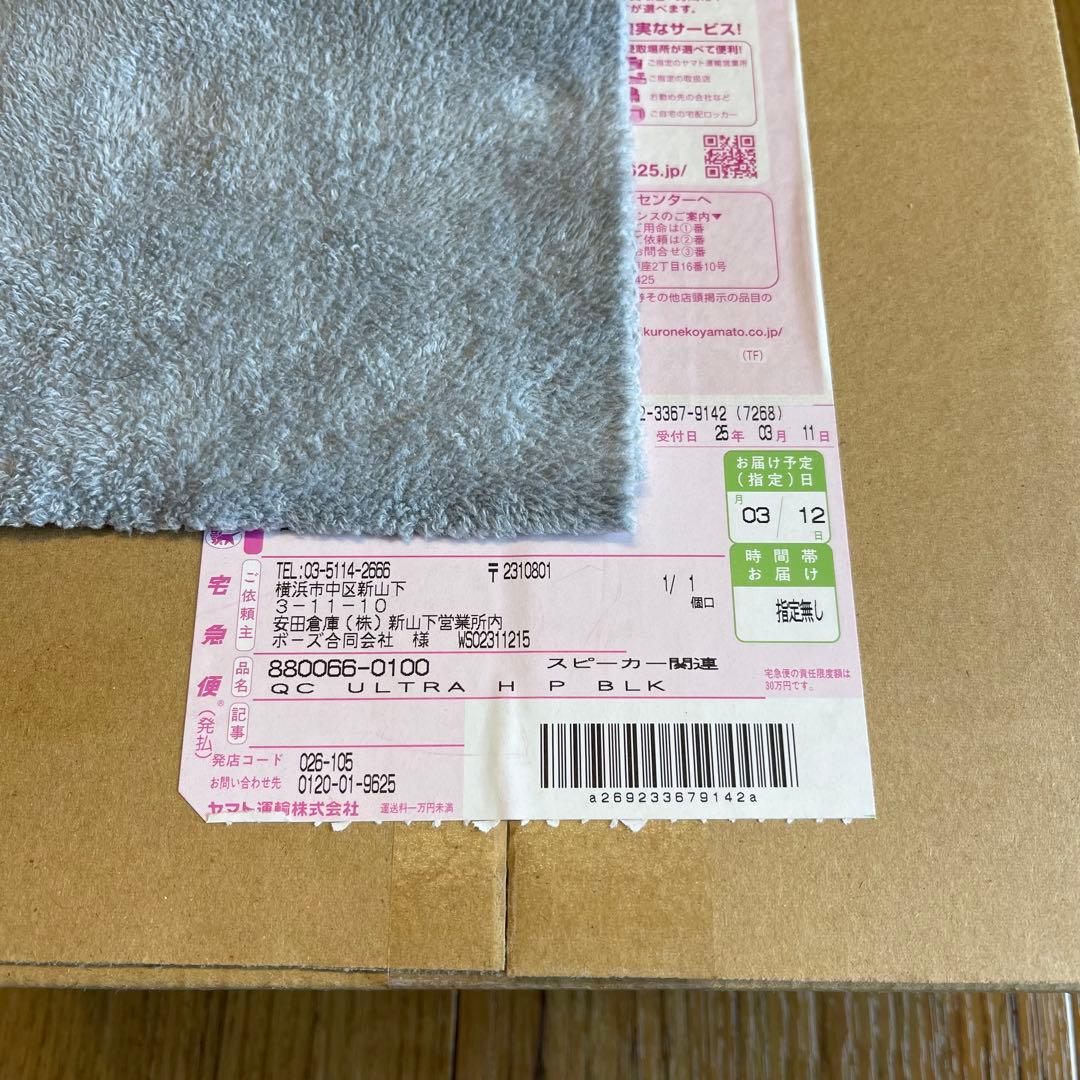 が選べます。
実なサービス!
受取場所が選べて便利!
ご指定のヤマト運輸営業所
ご指定の取扱店
お勤め先の会社など
ご自宅の宅配ロッカー
625.jp/
センターへ
ンスのご案内▼
ご用命は①番
ご依頼は②番
お問合せ③番
座2丁目16番10号
425
券その他店頭掲示の品目の
kuronekoyamato.co.jp/
(TF)
2-3367-9142 (7268)
受付日 25年 03月 11日
お届け予定
(指定)日
月
03 / 12
日
時間帯
お届け
指定無し
宅急便®(発払)
ご依頼主
TEL:03-5114-2666 〒2310801
横浜市中区新山下
3-11-10
安田倉庫(株)新山下営業所内
ボーズ合同会社 様 WS02311215
1/ 1
個口
品名
880066-0100 スピーカー関連
QC ULTRA H P BLK
宅急便の責任限度額は
30万円です。
記事
発店コード 026-105
お問い合わせ先 0120-01-9625
ヤマト運輸株式会社 運送料一万円未満
a269233679142a